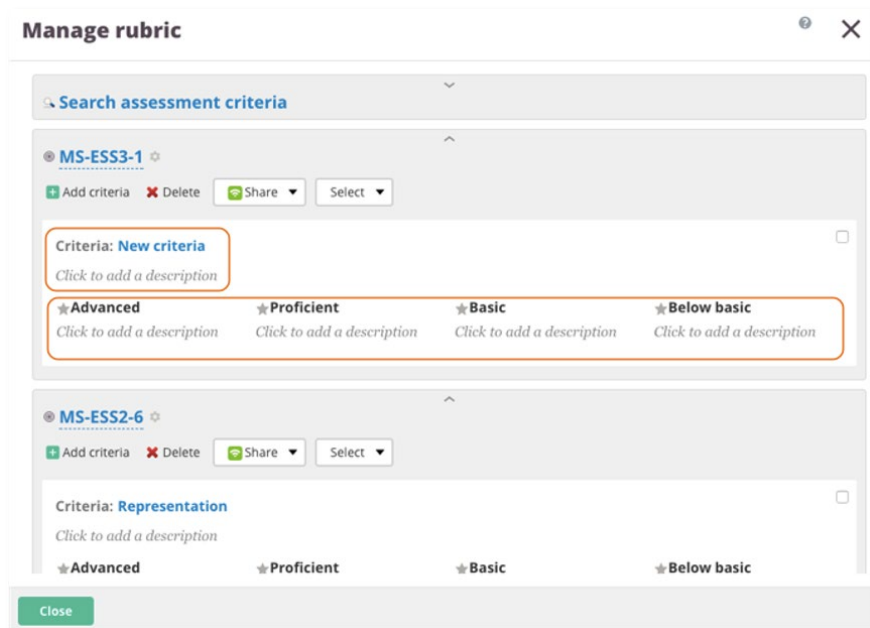 Manage rubric
Search assessment criteria
MS-ESS3-1
Add criteria Delete Share Select
Criteria: New criteria
Click to add a description
Advanced Proficient Basic Below basic
Click to add a description Click to add a description Click to add a description Click to add a description
MS-ESS2-6
Add criteria Delete Share Select
Criteria: Representation
Click to add a description
Advanced Proficient Basic Below basic
Close